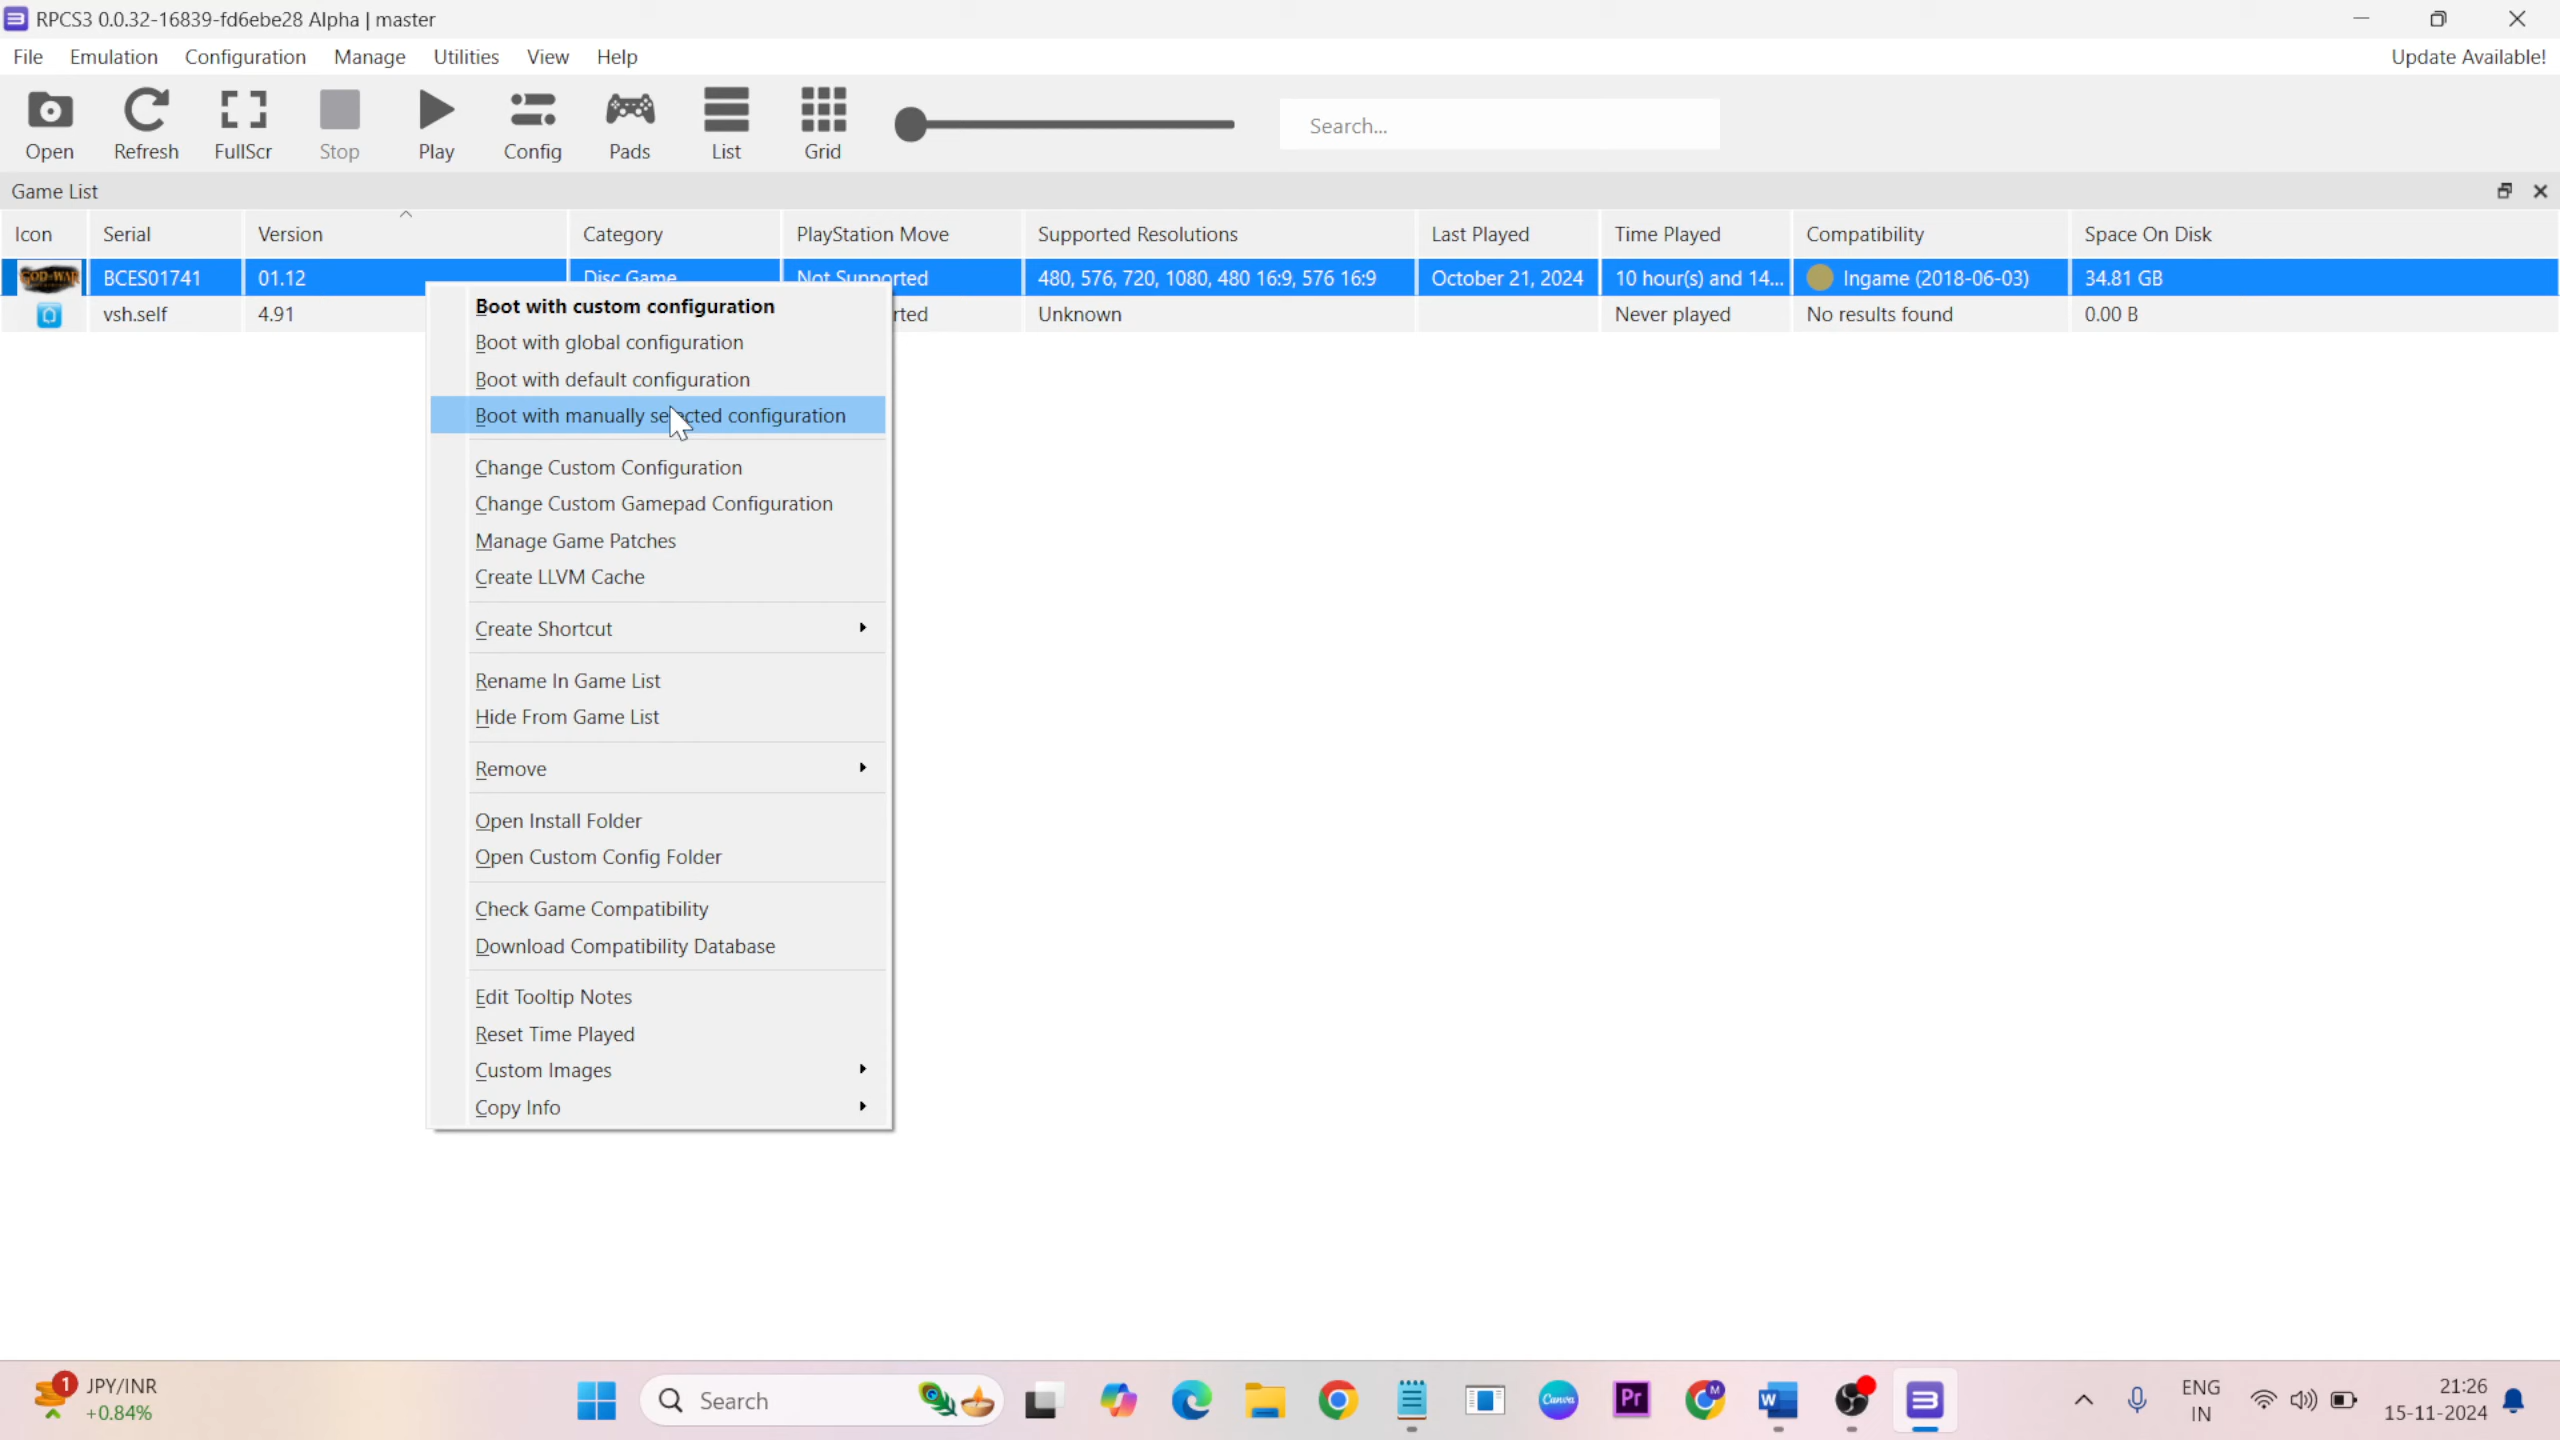 RPCS3 0.0.32-16839-fd6ebe28 Alpha | master
File Emulation Configuration Manage Utilities View Help Update Available!
Open Refresh FullScr Stop Play Config Pads List Grid Search...
Game List
Icon Serial Version Category PlayStation Move Supported Resolutions Last Played Time Played Compatibility Space On Disk
GOD OF WAR BCES01741 01.12 Disc Game Not Supported 480, 576, 720, 1080, 480 16:9, 576 16:9 October 21, 2024 10 hour(s) and 14... Ingame (2018-06-03) 34.81 GB
vsh.self 4.91 rted Unknown Never played No results found 0.00 B
Boot with custom configuration
Boot with global configuration
Boot with default configuration
Boot with manually selected configuration
Change Custom Configuration
Change Custom Gamepad Configuration
Manage Game Patches
Create LLVM Cache
Create Shortcut
Rename In Game List
Hide From Game List
Remove
Open Install Folder
Open Custom Config Folder
Check Game Compatibility
Download Compatibility Database
Edit Tooltip Notes
Reset Time Played
Custom Images
Copy Info
1 JPY/INR
+0.84%
Search
Canva
Pr
M
W
ENG
IN
21:26
15-11-2024